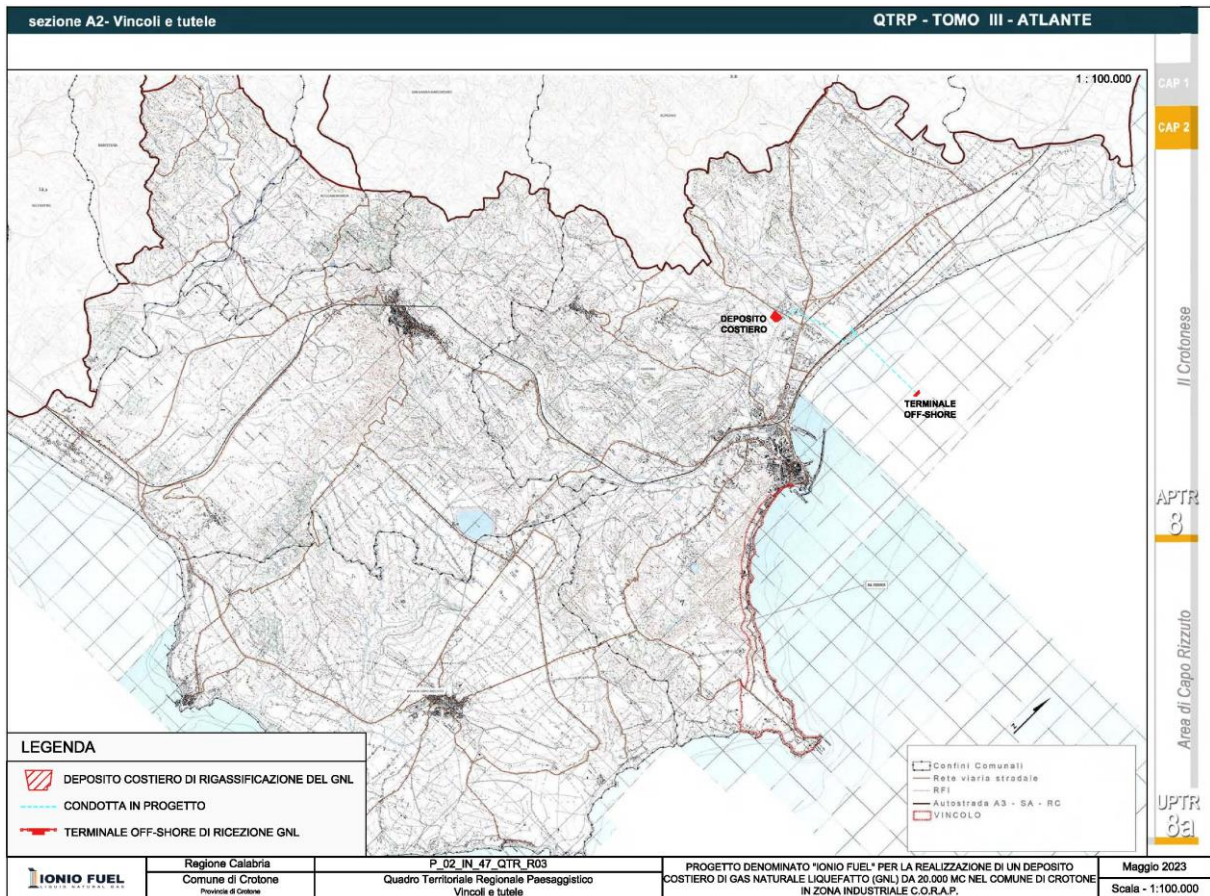 sezione A2- Vincoli e tutele
QTRP - TOMO III - ATLANTE
1 : 100.000
CAP 1
CAP 2
Il Crotonese
APTR
8
Area di Capo Rizzuto
UPTR
8a
DEPOSITO
COSTIERO
TERMINALE
OFF-SHORE
N
LEGENDA
DEPOSITO COSTIERO DI RIGASSIFICAZIONE DEL GNL
CONDOTTA IN PROGETTO
TERMINALE OFF-SHORE DI RICEZIONE GNL
Confini Comunali
Rete viaria stradale
RFI
Autostrada A3 - SA - RC
VINCOLO
IONIO FUEL
LIQUID NATURAL GAS
Regione Calabria
Comune di Crotone
Provincia di Crotone
P_02_IN_47_QTR_R03
Quadro Territoriale Regionale Paesaggistico
Vincoli e tutele
PROGETTO DENOMINATO "IONIO FUEL" PER LA REALIZZAZIONE DI UN DEPOSITO
COSTIERO DI GAS NATURALE LIQUEFATTO (GNL) DA 20.000 MC NEL COMUNE DI CROTONE
IN ZONA INDUSTRIALE C.O.R.A.P.
Maggio 2023
Scala - 1:100.000